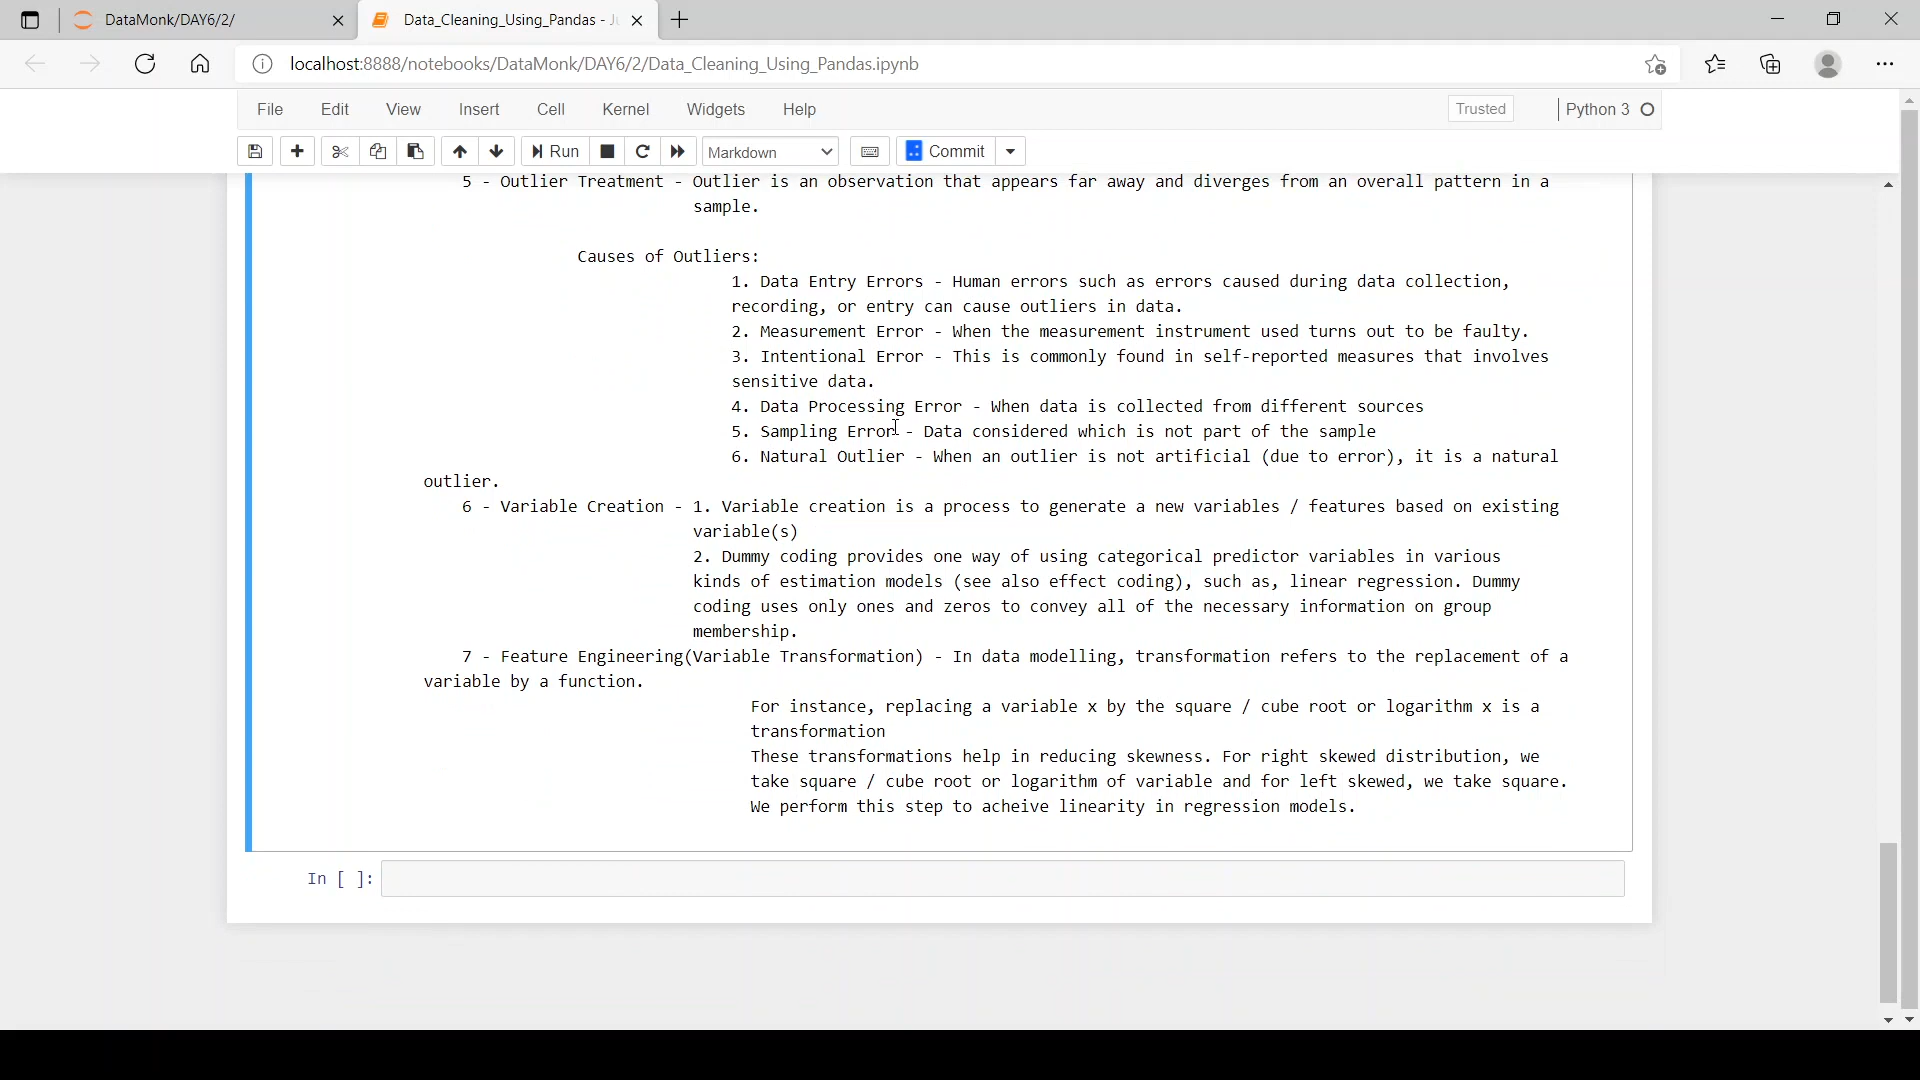 DataMonk/DAY6/2/
Data_Cleaning_Using_Pandas - Ju
localhost:8888/notebooks/DataMonk/DAY6/2/Data_Cleaning_Using_Pandas.ipynb
File Edit View Insert Cell Kernel Widgets Help Trusted Python 3
Run Markdown Commit
5 - Outlier Treatment - Outlier is an observation that appears far away and diverges from an overall pattern in a
sample.
Causes of Outliers:
1. Data Entry Errors - Human errors such as errors caused during data collection,
recording, or entry can cause outliers in data.
2. Measurement Error - When the measurement instrument used turns out to be faulty.
3. Intentional Error - This is commonly found in self-reported measures that involves
sensitive data.
4. Data Processing Error - When data is collected from different sources
5. Sampling Error - Data considered which is not part of the sample
6. Natural Outlier - When an outlier is not artificial (due to error), it is a natural
outlier.
6 - Variable Creation - 1. Variable creation is a process to generate a new variables / features based on existing
variable(s)
2. Dummy coding provides one way of using categorical predictor variables in various
kinds of estimation models (see also effect coding), such as, linear regression. Dummy
coding uses only ones and zeros to convey all of the necessary information on group
membership.
7 - Feature Engineering(Variable Transformation) - In data modelling, transformation refers to the replacement of a
variable by a function.
For instance, replacing a variable x by the square / cube root or logarithm x is a
transformation
These transformations help in reducing skewness. For right skewed distribution, we
take square / cube root or logarithm of variable and for left skewed, we take square.
We perform this step to acheive linearity in regression models.
In [ ]: